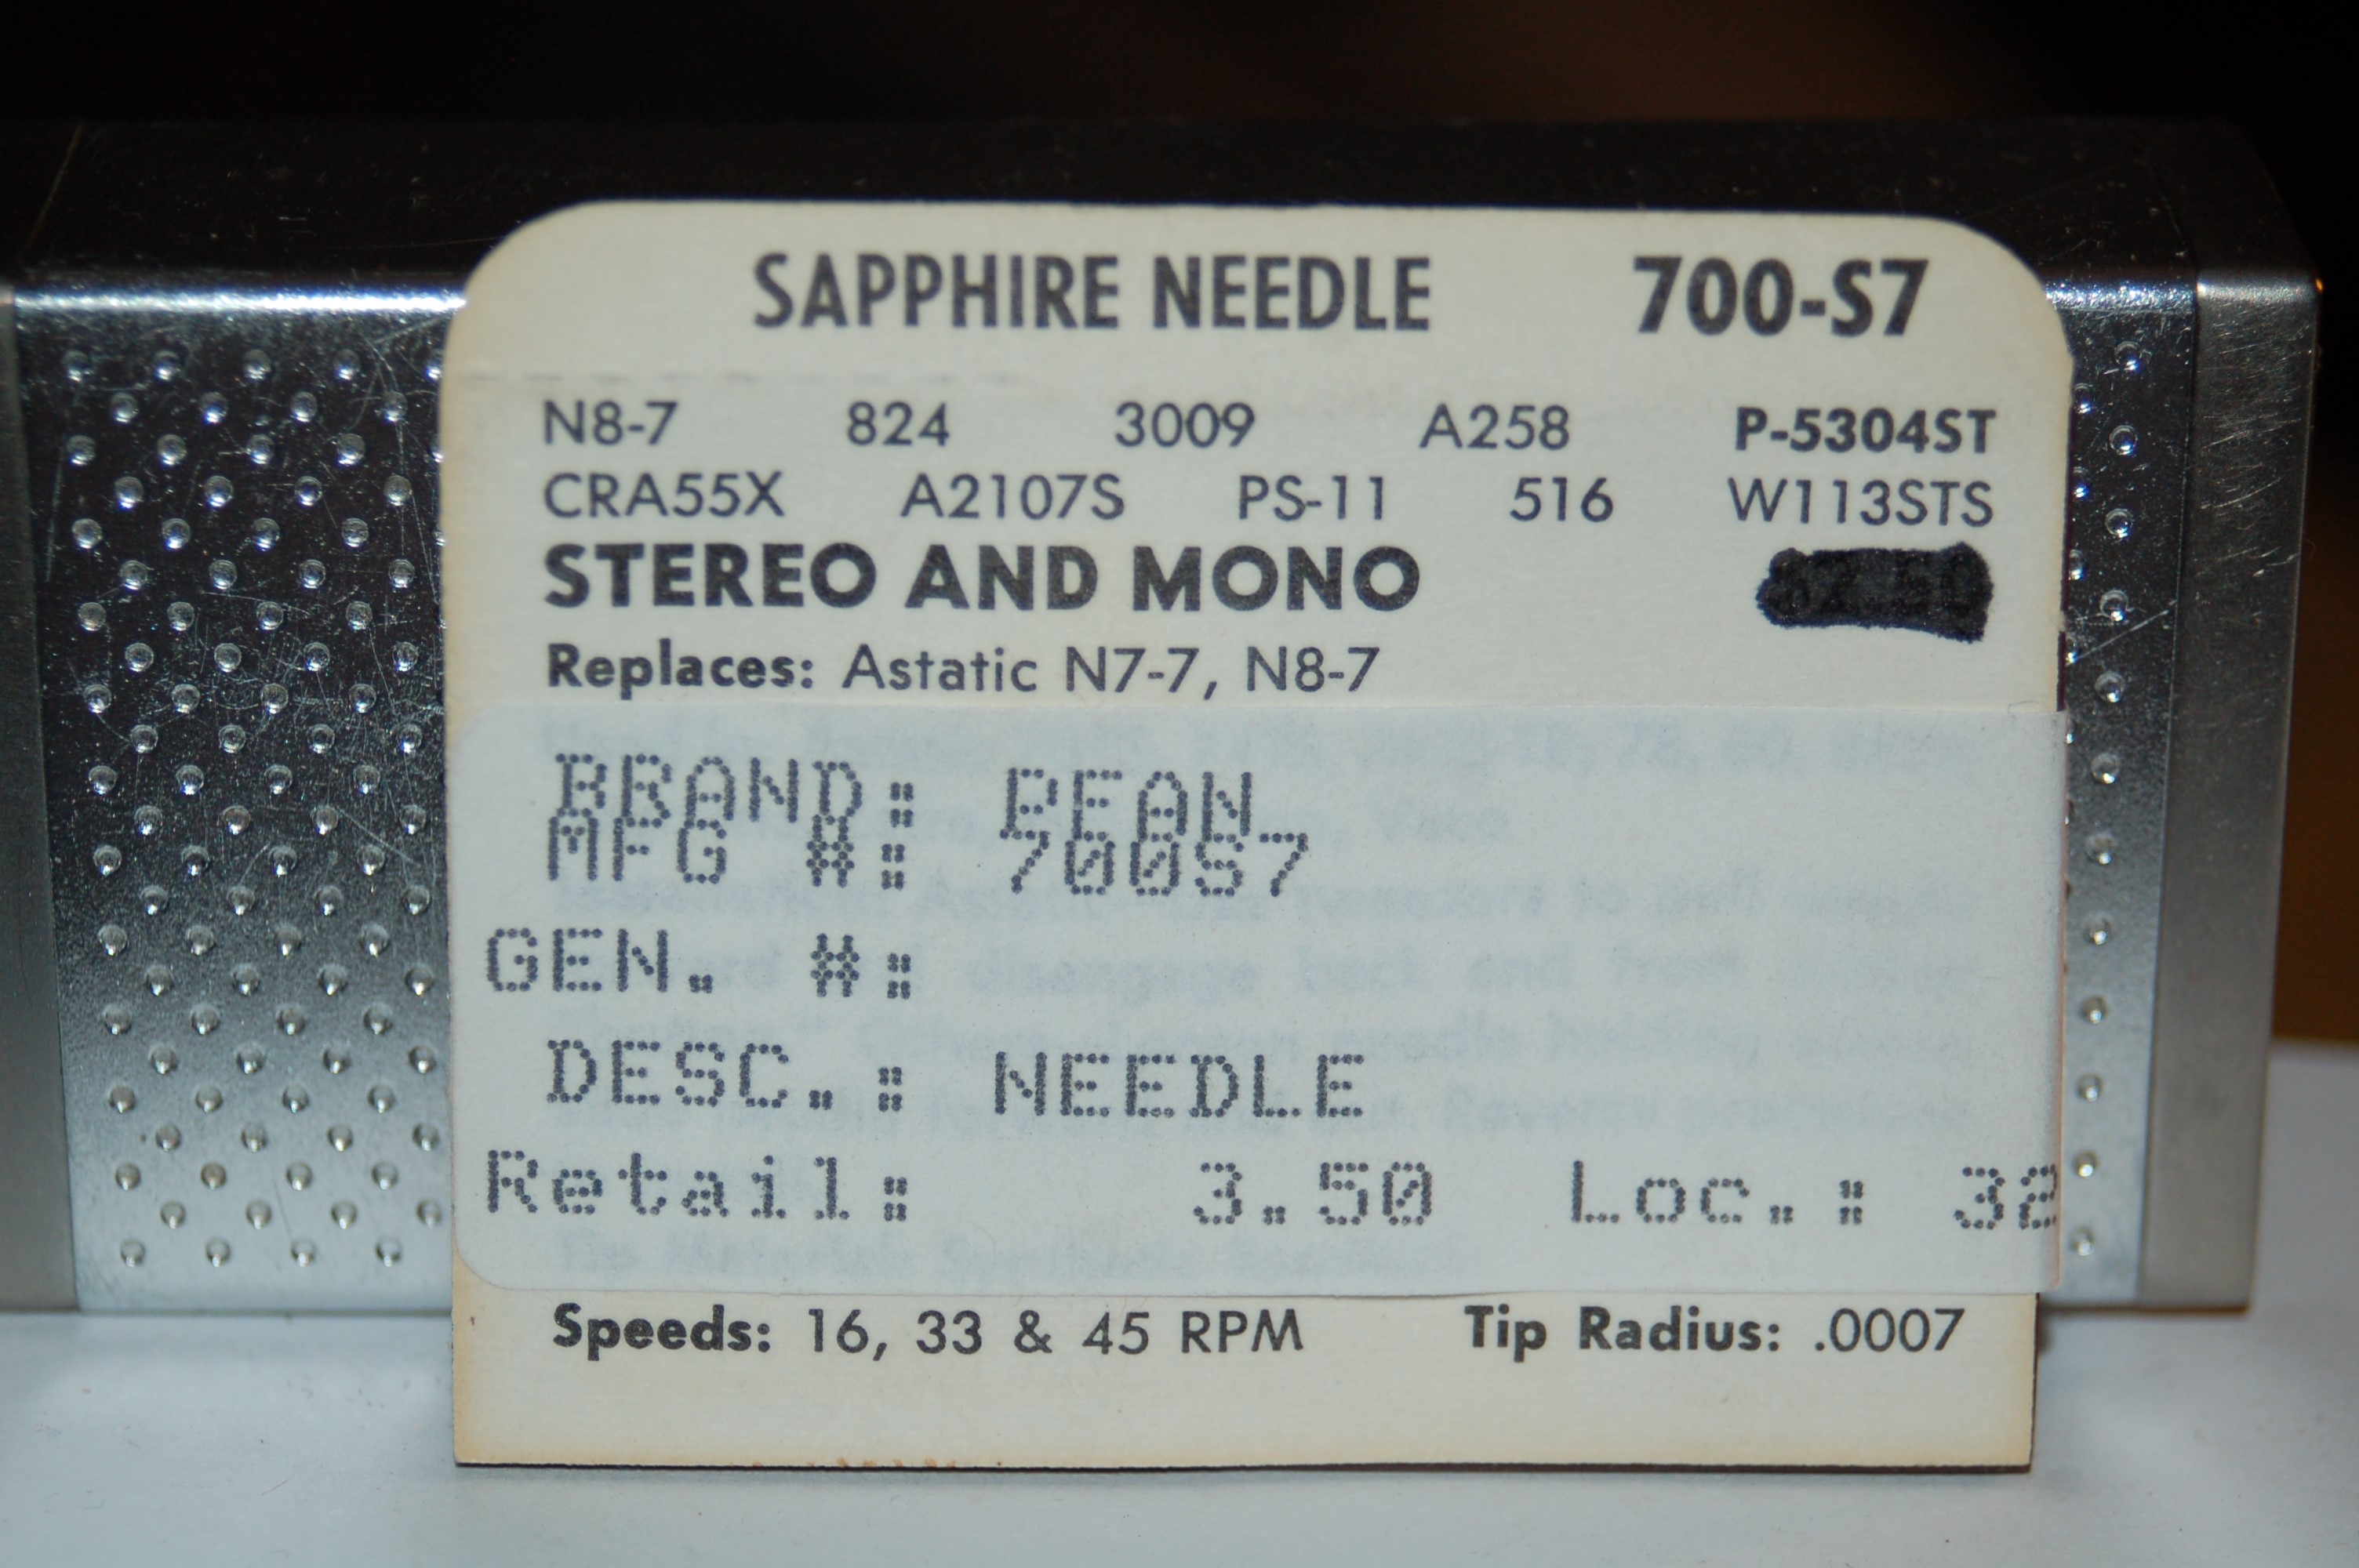 SAPPHIRE NEEDLE 700-S7
N8-7 824 3009 A258 P-5304ST
CRA55X A2107S PS-11 516 W113STS
STEREO AND MONO
Replaces: Astatic N7-7, N8-7
BRAND: PFAN
MFG #: 700S7
GEN. #:
DESC.: NEEDLE
Retail: 3.50 Loc.: 32
Speeds: 16, 33 & 45 RPM Tip Radius: .0007